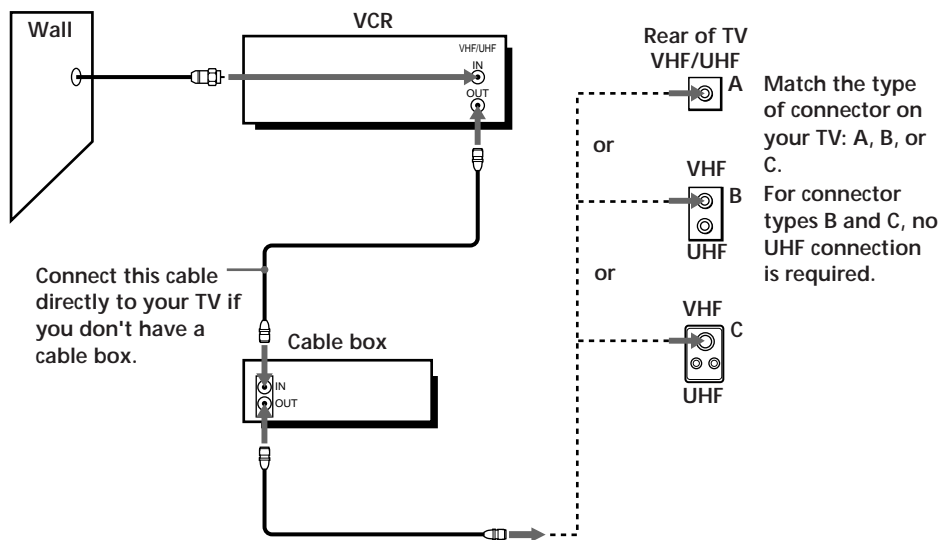 Wall
VCR
VHF/UHF
IN
OUT
Connect this cable
directly to your TV if
you don't have a
cable box.
Cable box
IN
OUT
Rear of TV
VHF/UHF
A
or
VHF
B
UHF
or
VHF
C
UHF
Match the type
of connector on
your TV: A, B, or
C.
For connector
types B and C, no
UHF connection
is required.